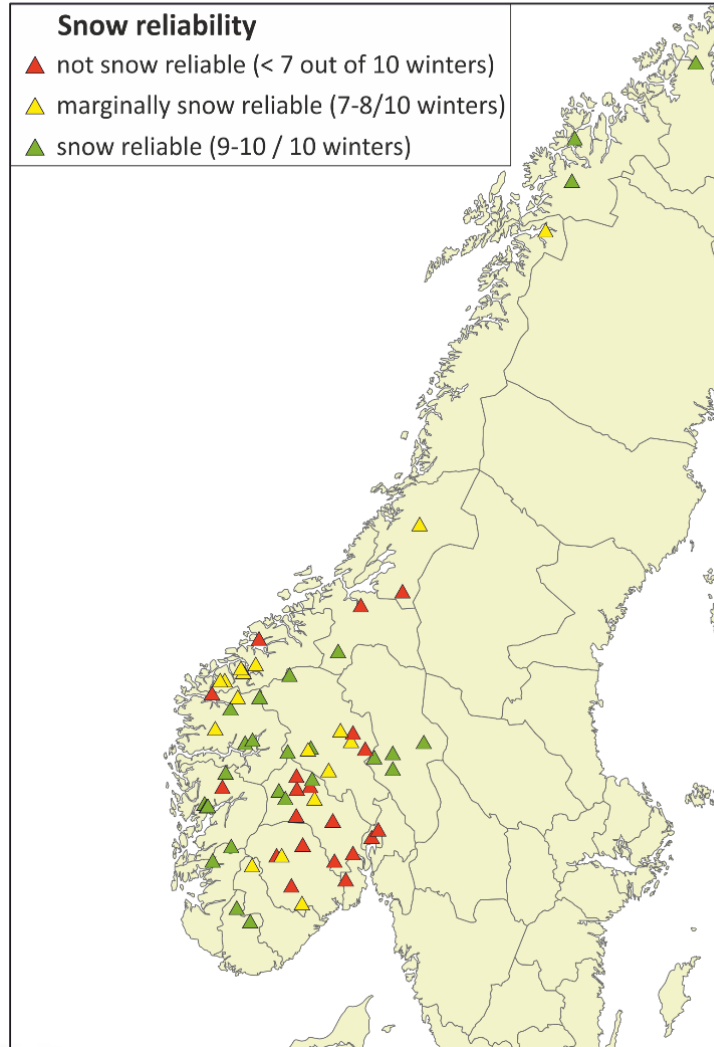 Snow reliability
not snow reliable (< 7 out of 10 winters)
marginally snow reliable (7-8/10 winters)
snow reliable (9-10 / 10 winters)